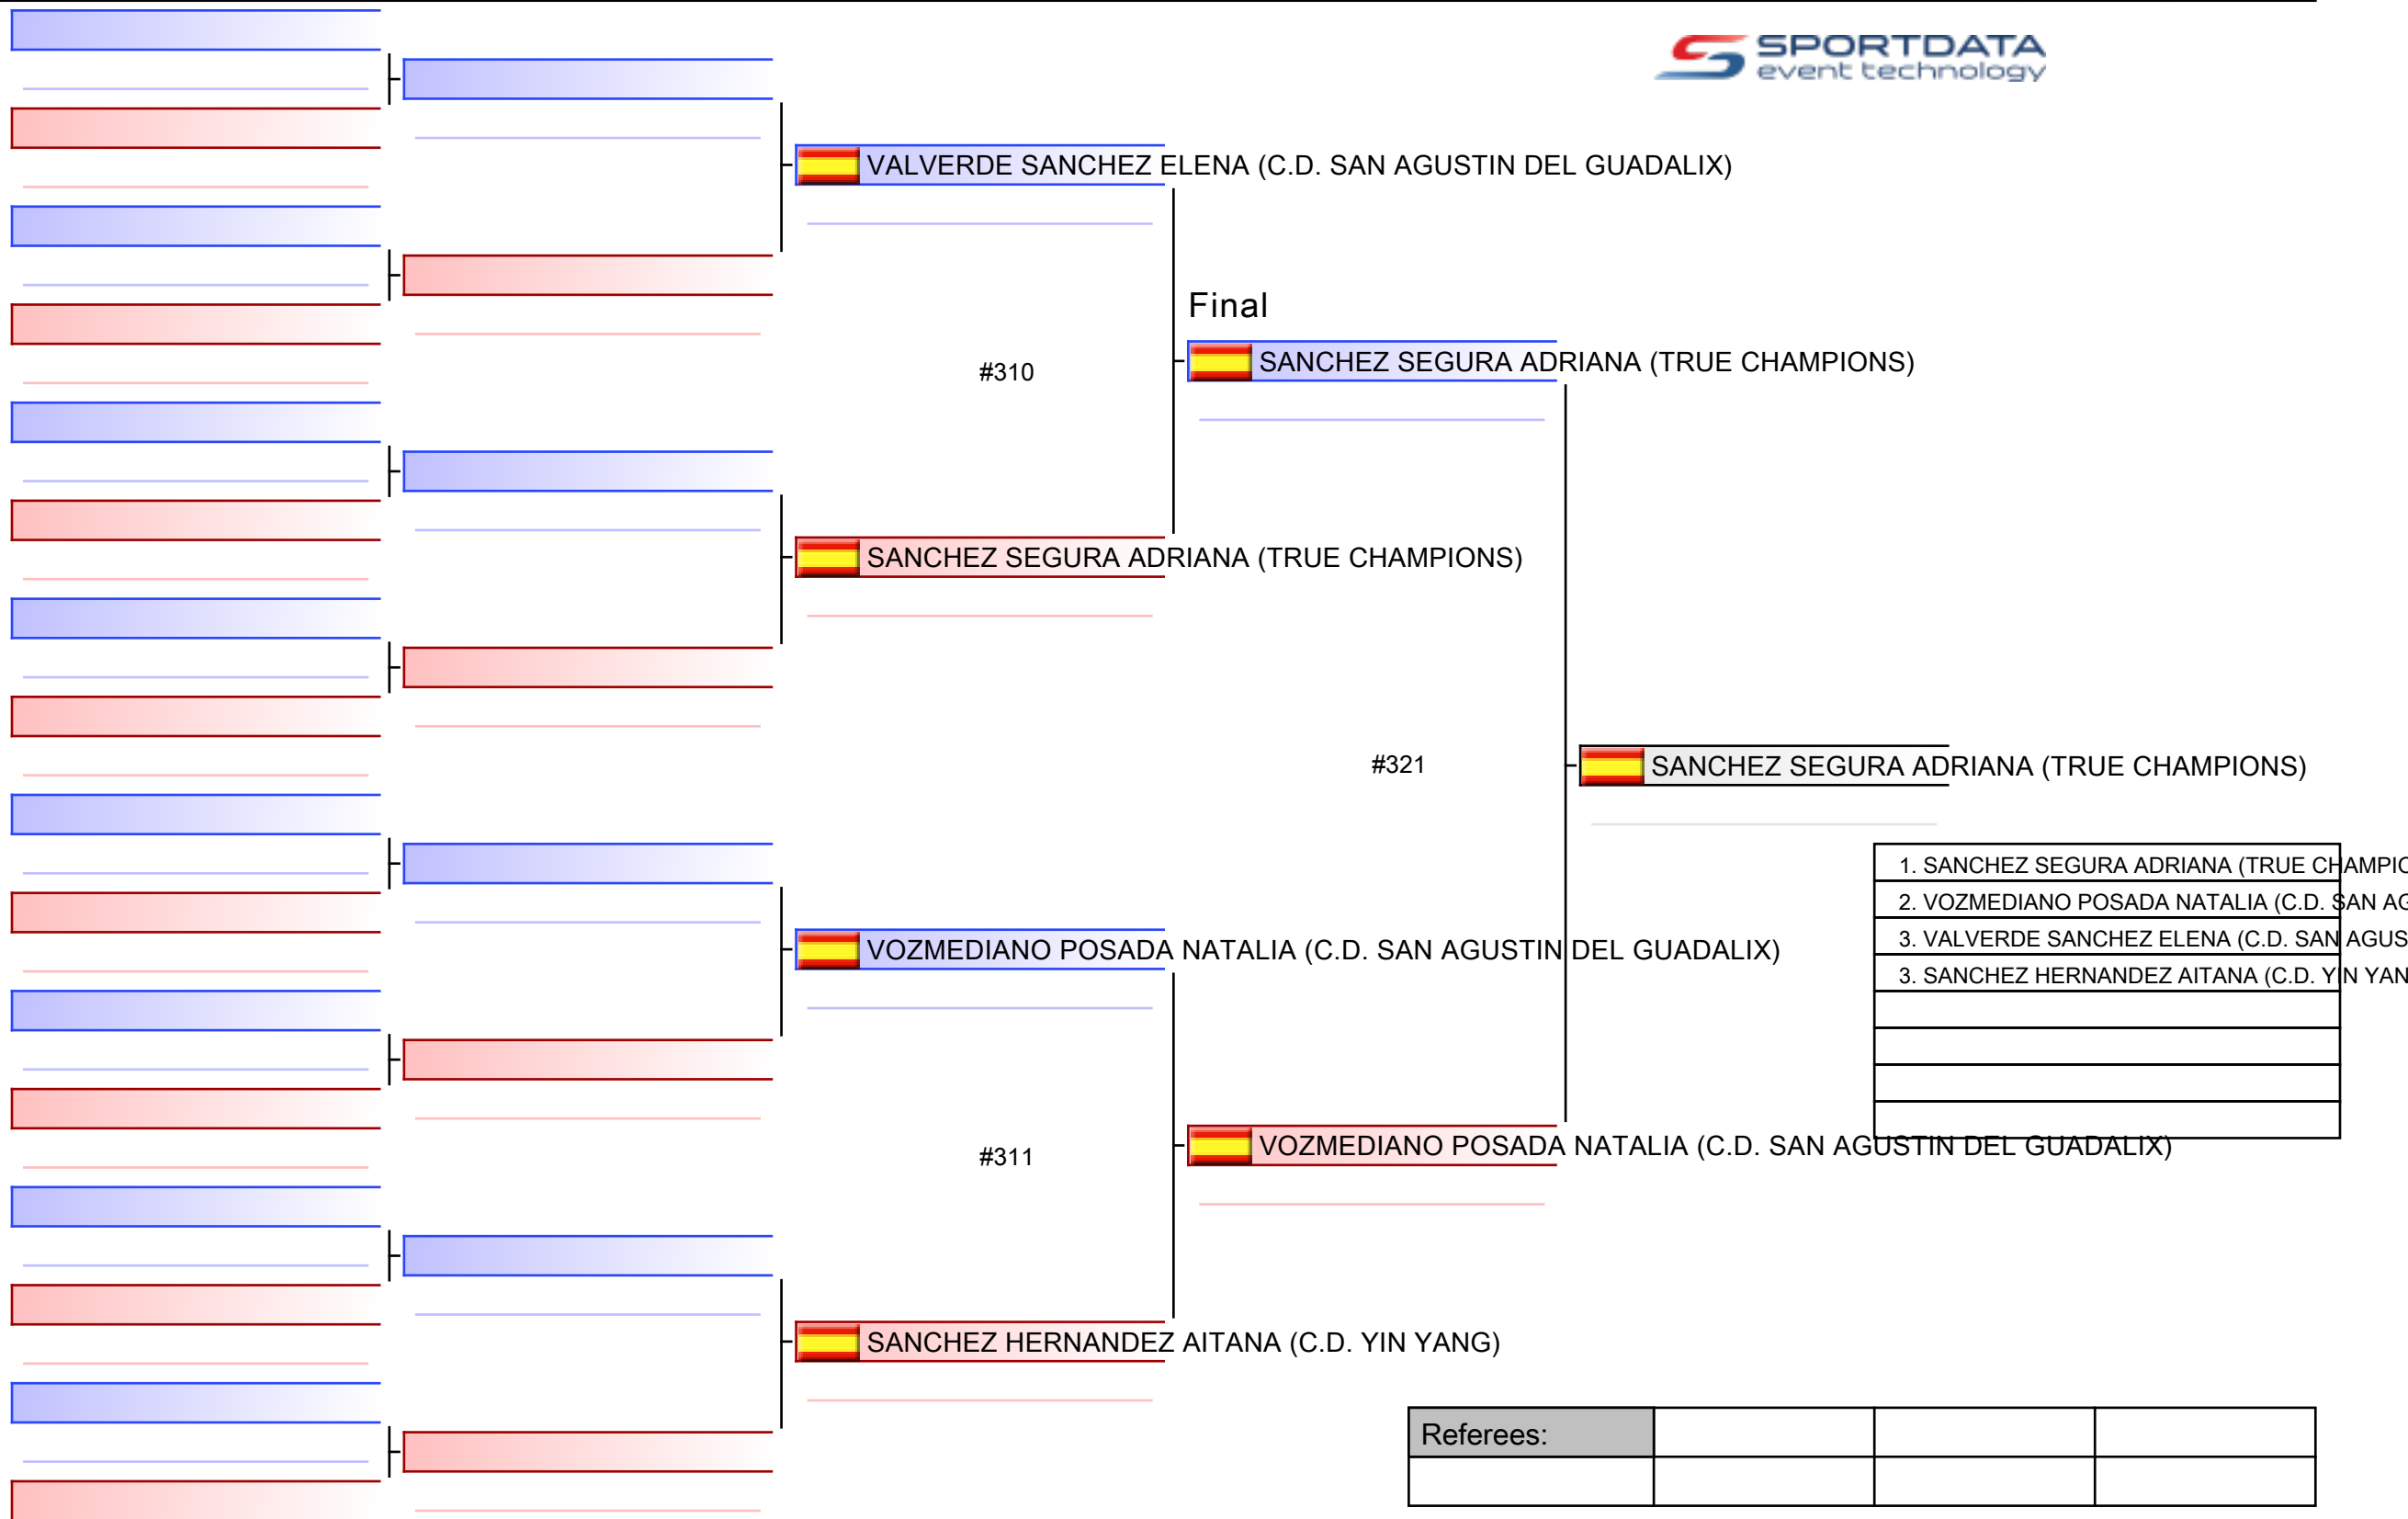 SPORTDATA
event technology
VALVERDE SANCHEZ ELENA (C.D. SAN AGUSTIN DEL GUADALIX)
Final
SANCHEZ SEGURA ADRIANA (TRUE CHAMPIONS)
#310
SANCHEZ SEGURA ADRIANA (TRUE CHAMPIONS)
#321
SANCHEZ SEGURA ADRIANA (TRUE CHAMPIONS)
1. SANCHEZ SEGURA ADRIANA (TRUE CHAMPIO
2. VOZMEDIANO POSADA NATALIA (C.D. SAN AG
3. VALVERDE SANCHEZ ELENA (C.D. SAN AGUS
3. SANCHEZ HERNANDEZ AITANA (C.D. YIN YAN
VOZMEDIANO POSADA NATALIA (C.D. SAN AGUSTIN DEL GUADALIX)
#311
VOZMEDIANO POSADA NATALIA (C.D. SAN AGUSTIN DEL GUADALIX)
SANCHEZ HERNANDEZ AITANA (C.D. YIN YANG)
Referees: